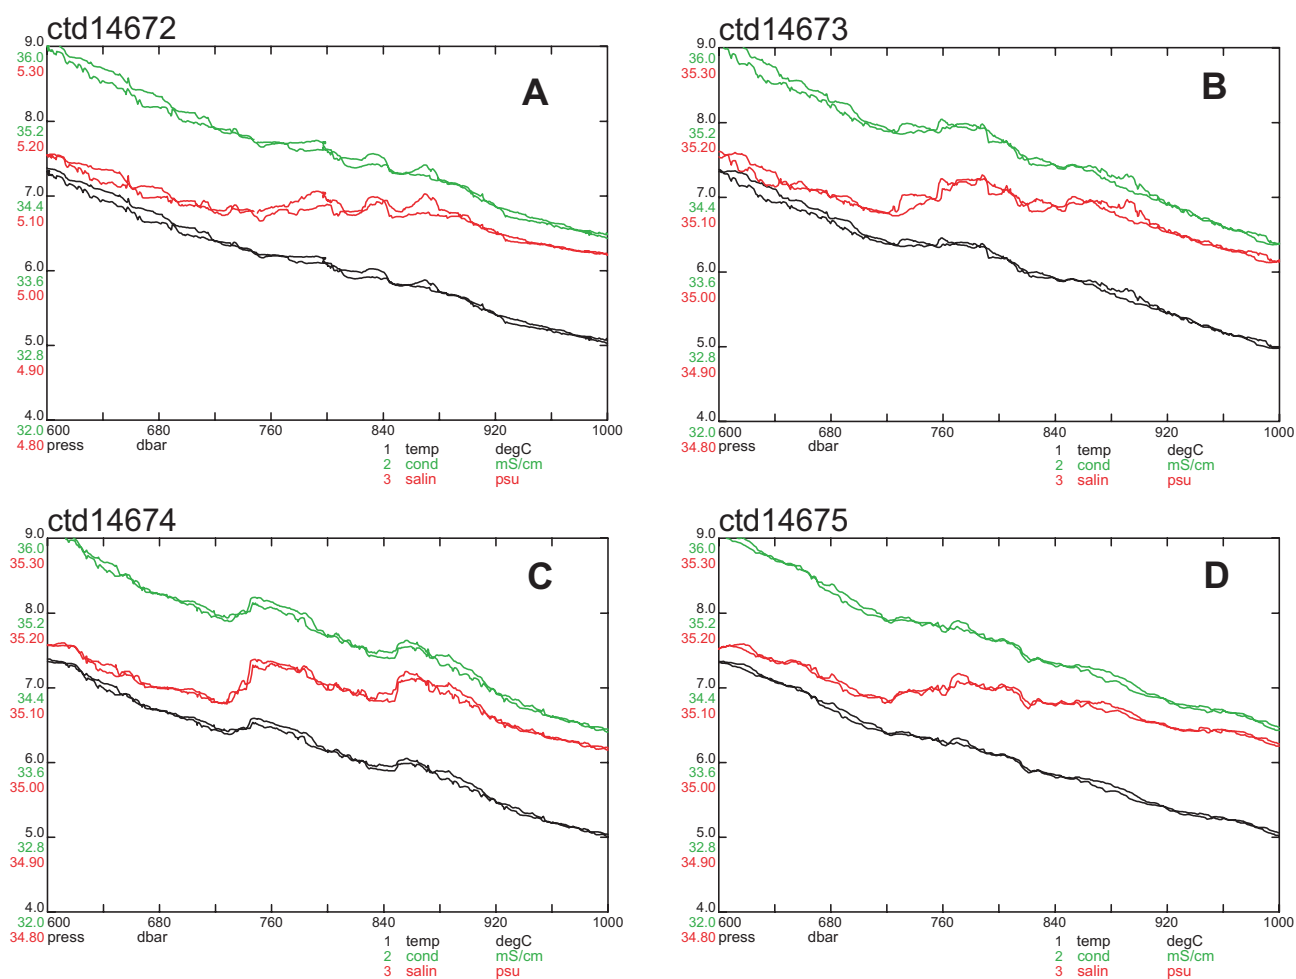 ctd14672
A
9.0
36.0
5.30
8.0
35.2
5.20
7.0
34.4
5.10
6.0
33.6
5.00
5.0
32.8
4.90
4.0
32.0
4.80
600 680 760 840 920 1000
press dbar
1 temp degC
2 cond mS/cm
3 salin psu
ctd14673
B
9.0
36.0
35.30
8.0
35.2
35.20
7.0
34.4
35.10
6.0
33.6
35.00
5.0
32.8
34.90
4.0
32.0
34.80
600 680 760 840 920 1000
press dbar
1 temp degC
2 cond mS/cm
3 salin psu
ctd14674
C
9.0
36.0
35.30
8.0
35.2
35.20
7.0
34.4
35.10
6.0
33.6
35.00
5.0
32.8
34.90
4.0
32.0
34.80
600 680 760 840 920 1000
press dbar
1 temp degC
2 cond mS/cm
3 salin psu
ctd14675
D
9.0
36.0
35.30
8.0
35.2
35.20
7.0
34.4
35.10
6.0
33.6
35.00
5.0
32.8
34.90
4.0
32.0
34.80
600 680 760 840 920 1000
press dbar
1 temp degC
2 cond mS/cm
3 salin psu